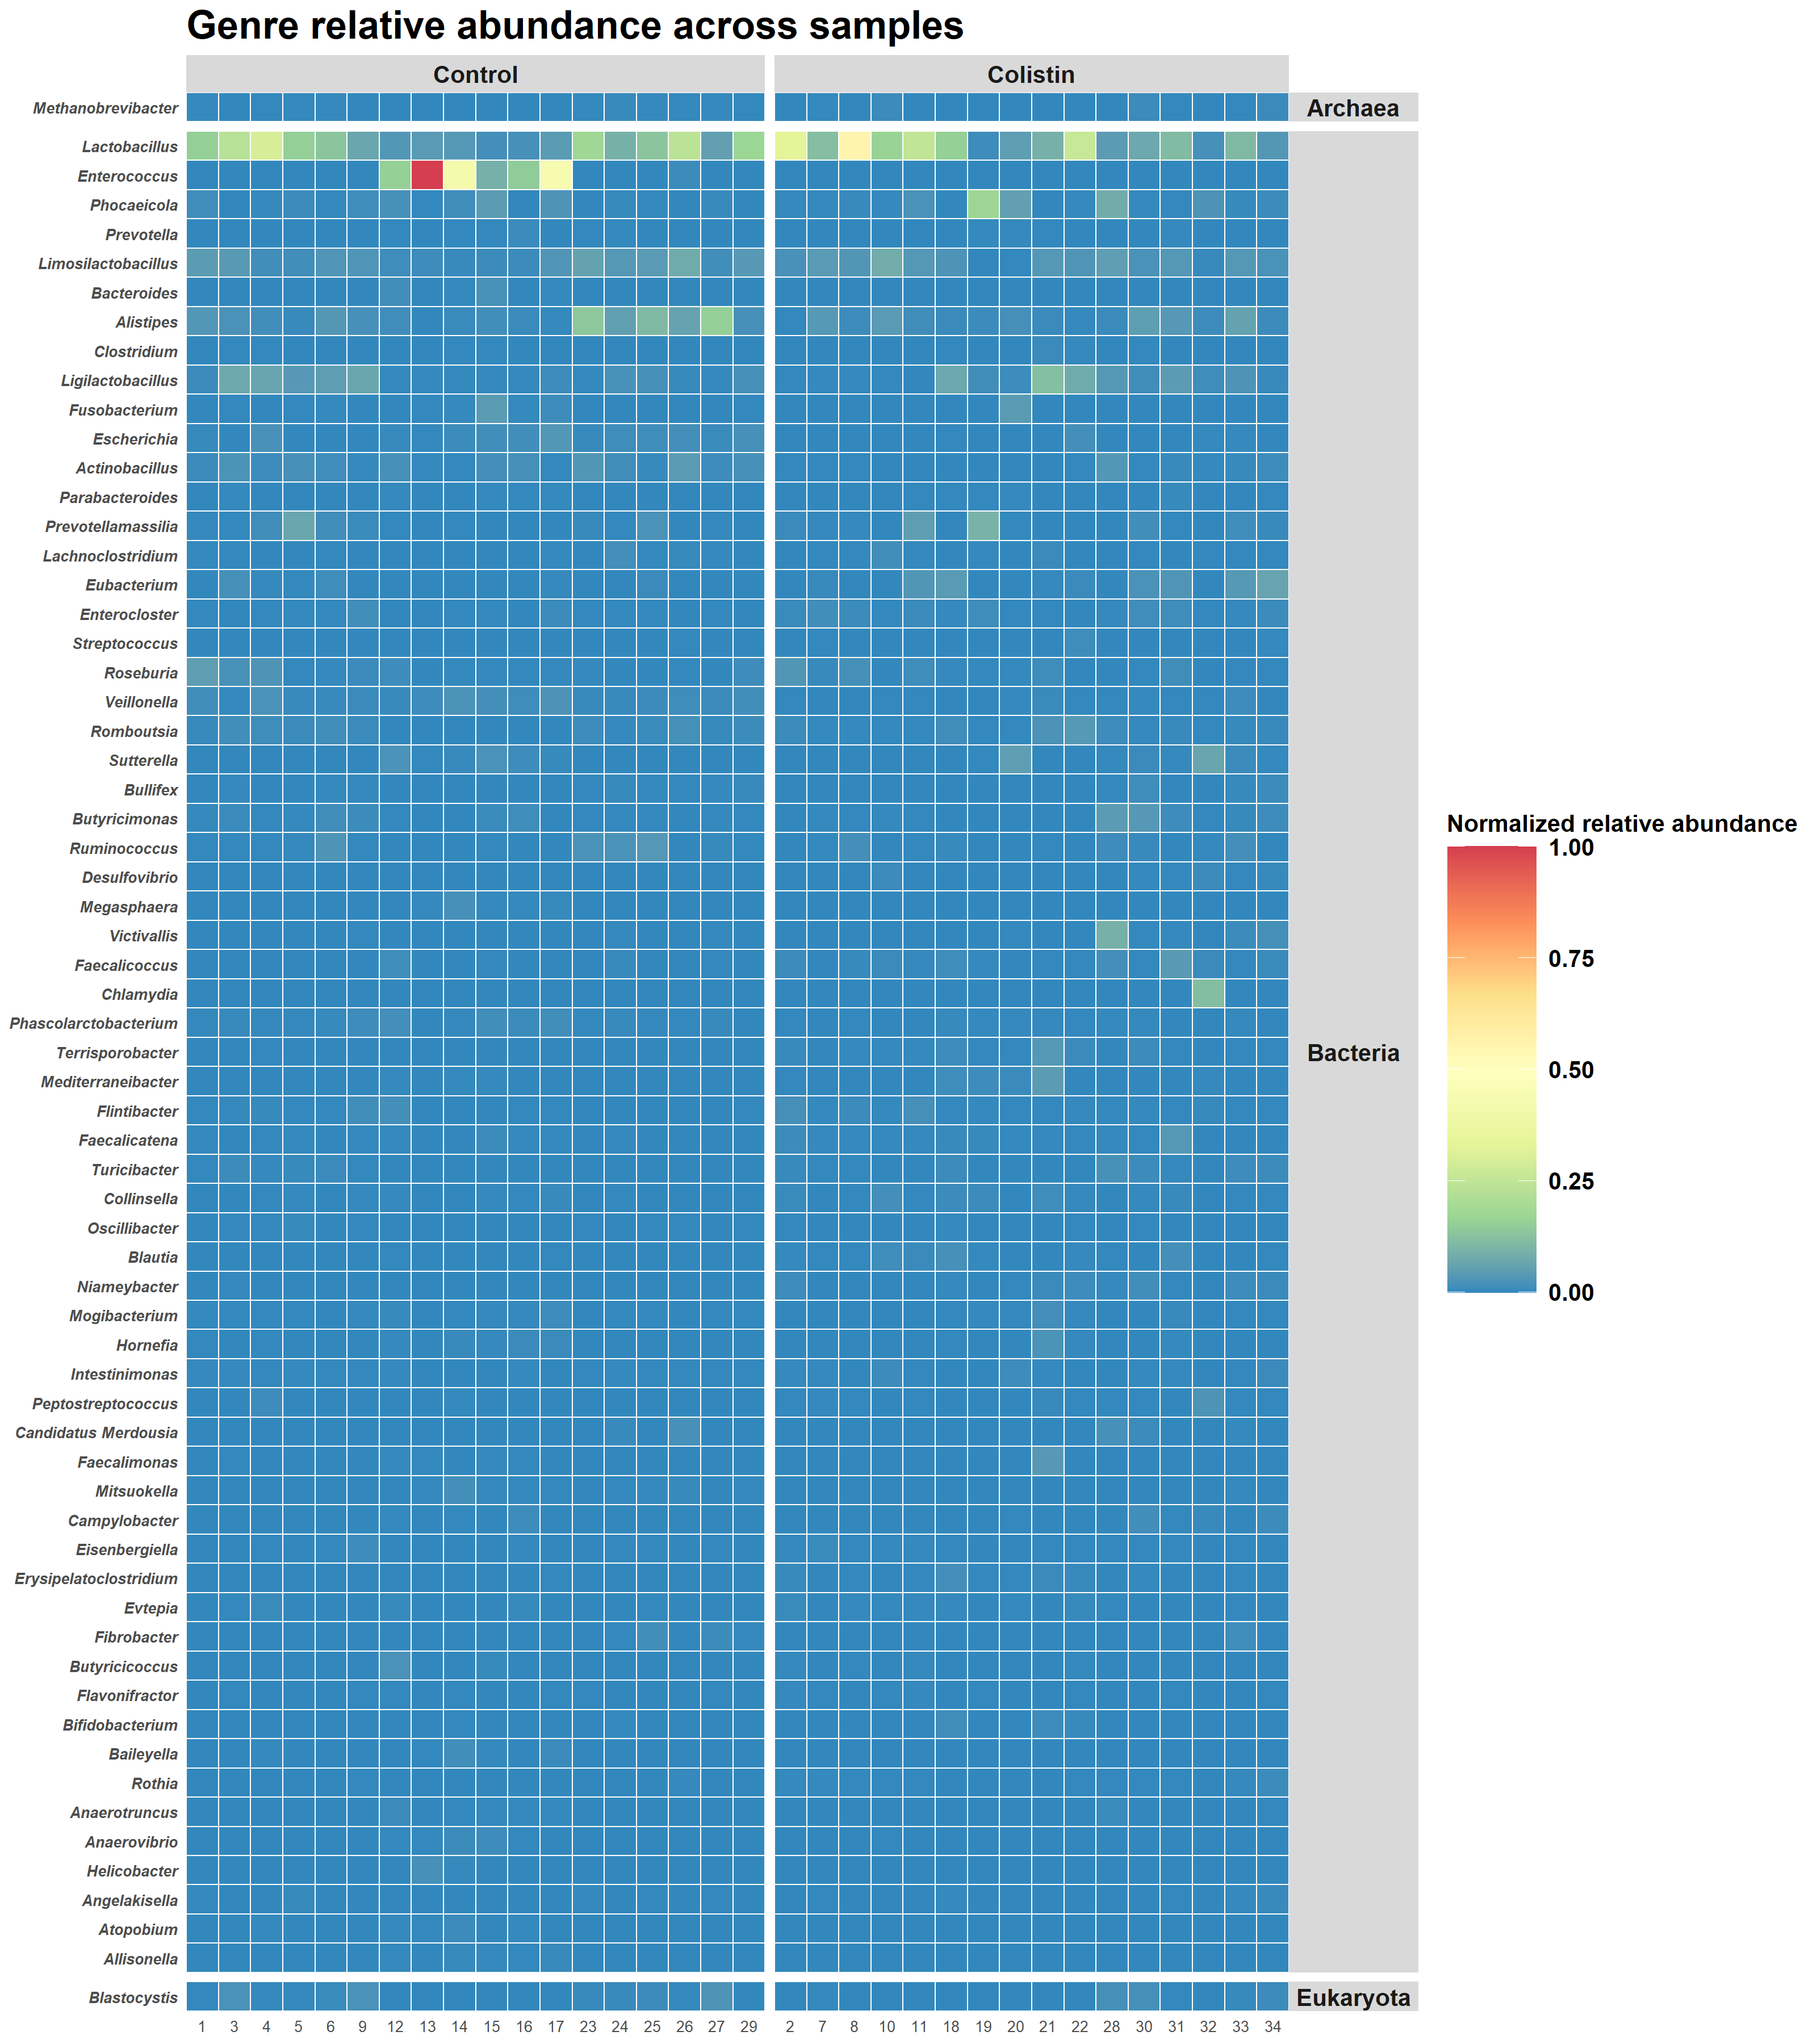 Genre relative abundance across samples
Control
Colistin
Methanobrevibacter
Archaea
Lactobacillus
Enterococcus
Phocaeicola
Prevotella
Limosilactobacillus
Bacteroides
Alistipes
Clostridium
Ligilactobacillus
Fusobacterium
Escherichia
Actinobacillus
Parabacteroides
Prevotellamassilia
Lachnoclostridium
Eubacterium
Enterocloster
Streptococcus
Roseburia
Veillonella
Romboutsia
Sutterella
Bullifex
Butyricimonas
Ruminococcus
Desulfovibrio
Megasphaera
Victivallis
Faecalicoccus
Chlamydia
Phascolarctobacterium
Terrisporobacter
Mediterraneibacter
Flintibacter
Faecalicatena
Turicibacter
Collinsella
Oscillibacter
Blautia
Niameybacter
Mogibacterium
Hornefia
Intestinimonas
Peptostreptococcus
Candidatus Merdousia
Faecalimonas
Mitsuokella
Campylobacter
Eisenbergiella
Erysipelatoclostridium
Evtepia
Fibrobacter
Butyricicoccus
Flavonifractor
Bifidobacterium
Baileyella
Rothia
Anaerotruncus
Anaerovibrio
Helicobacter
Angelakisella
Atopobium
Allisonella
Bacteria
Blastocystis
Eukaryota
1 3 4 5 6 9 12 13 14 15 16 17 23 24 25 26 27 29
2 7 8 10 11 18 19 20 21 22 28 30 31 32 33 34
Normalized relative abundance
1.00
0.75
0.50
0.25
0.00